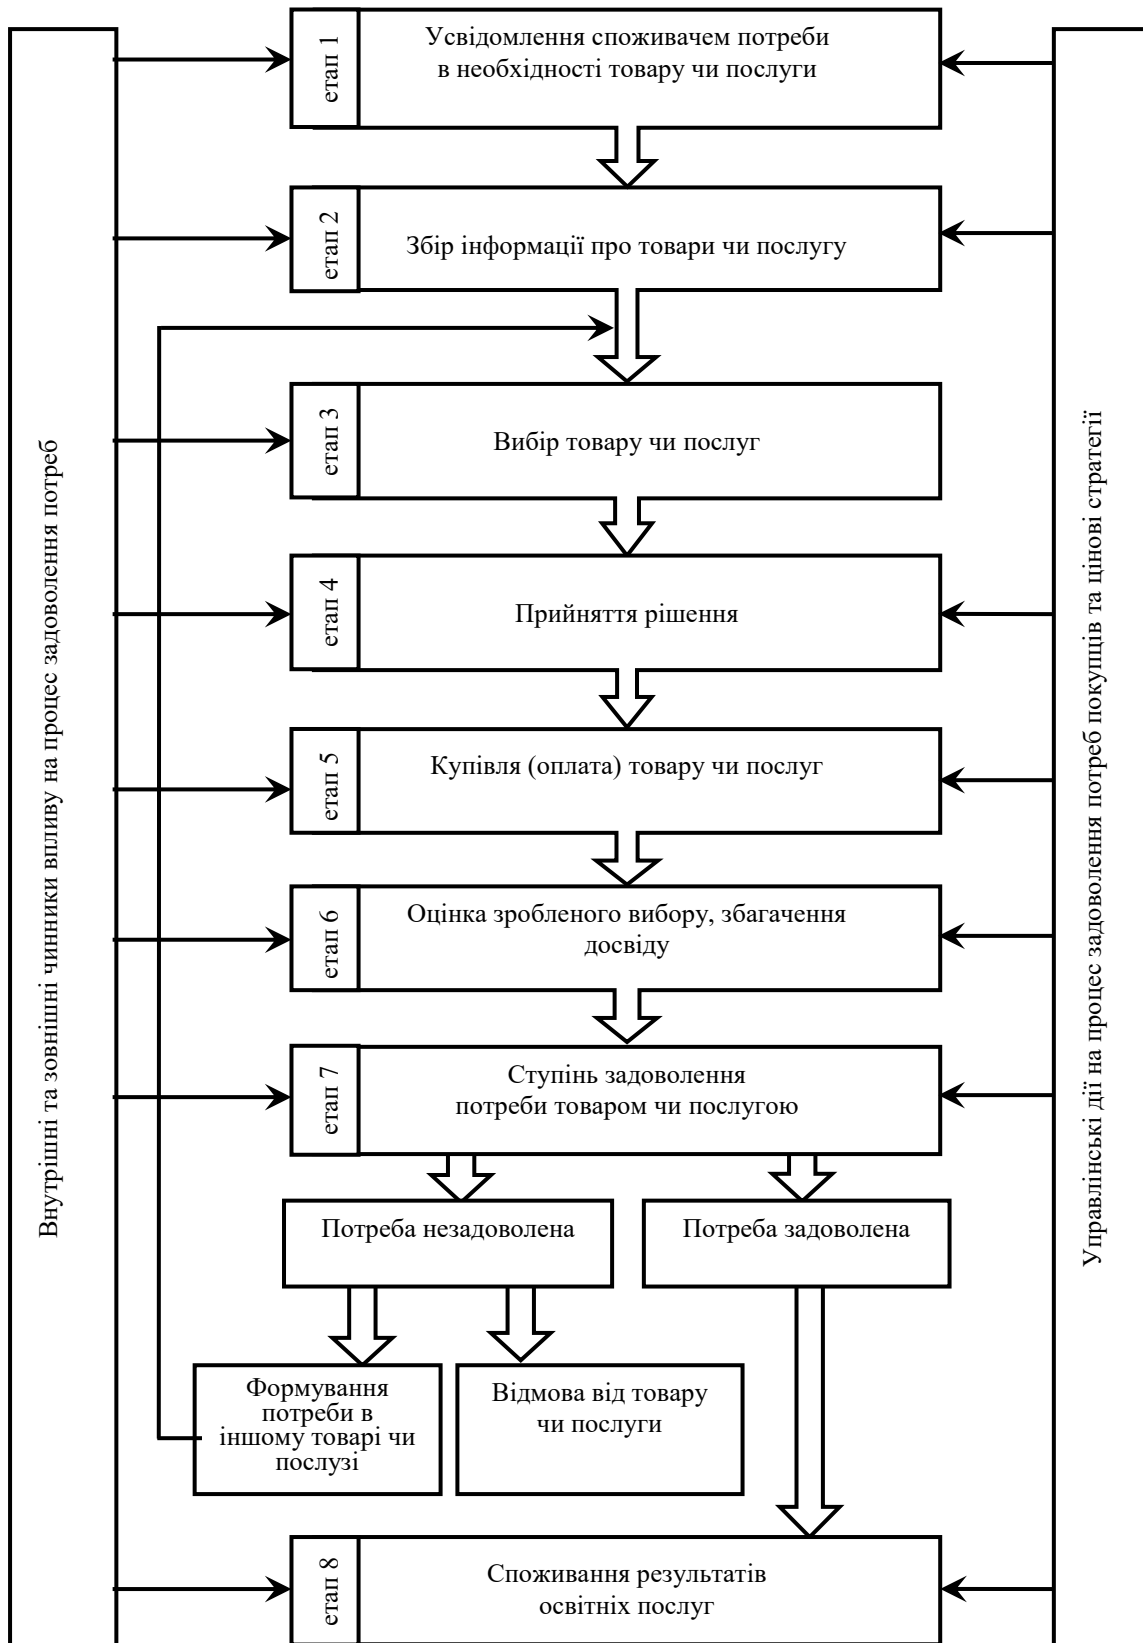 Внутрішні та зовнішні чинники впливу на процес задоволення потреб
етап 1
Усвідомлення споживачем потреби
в необхідності товару чи послуги
етап 2
Збір інформації про товари чи послугу
етап 3
Вибір товару чи послуг
етап 4
Прийняття рішення
етап 5
Купівля (оплата) товару чи послуг
етап 6
Оцінка зробленого вибору, збагачення
досвіду
етап 7
Ступінь задоволення
потреби товаром чи послугою
Потреба незадоволена
Потреба задоволена
Формування
потреби в
іншому товарі чи
послузі
Відмова від товару
чи послуги
етап 8
Споживання результатів
освітніх послуг
Управлінські дії на процес задоволення потреб покупців та цінові стратегії